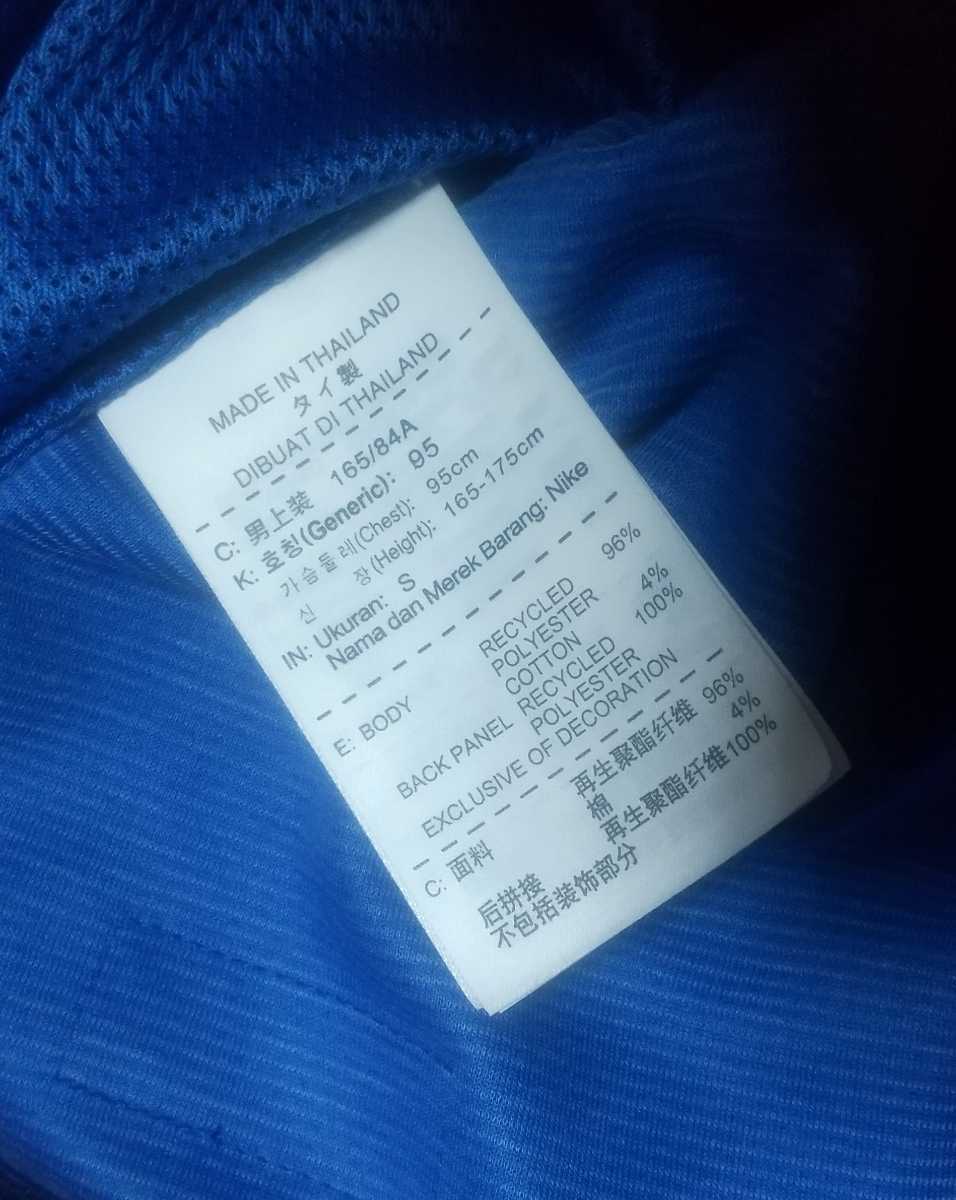 MADE IN THAILAND
タイ製
DIBUAT DI THAILAND
C: 男上装 165/84A
K: 호칭(Generic): 95
가슴둘레(Chest): 95cm
신 장(Height): 165-175cm
IN: Ukuran: S
Nama dan Merek Barang: Nike
E: BODY RECYCLED 96%
POLYESTER
COTTON 4%
BACK PANEL RECYCLED 100%
POLYESTER
EXCLUSIVE OF DECORATION
C: 面料 再生聚酯纤维 96%
棉 4%
后拼接 再生聚酯纤维100%
不包括装饰部分